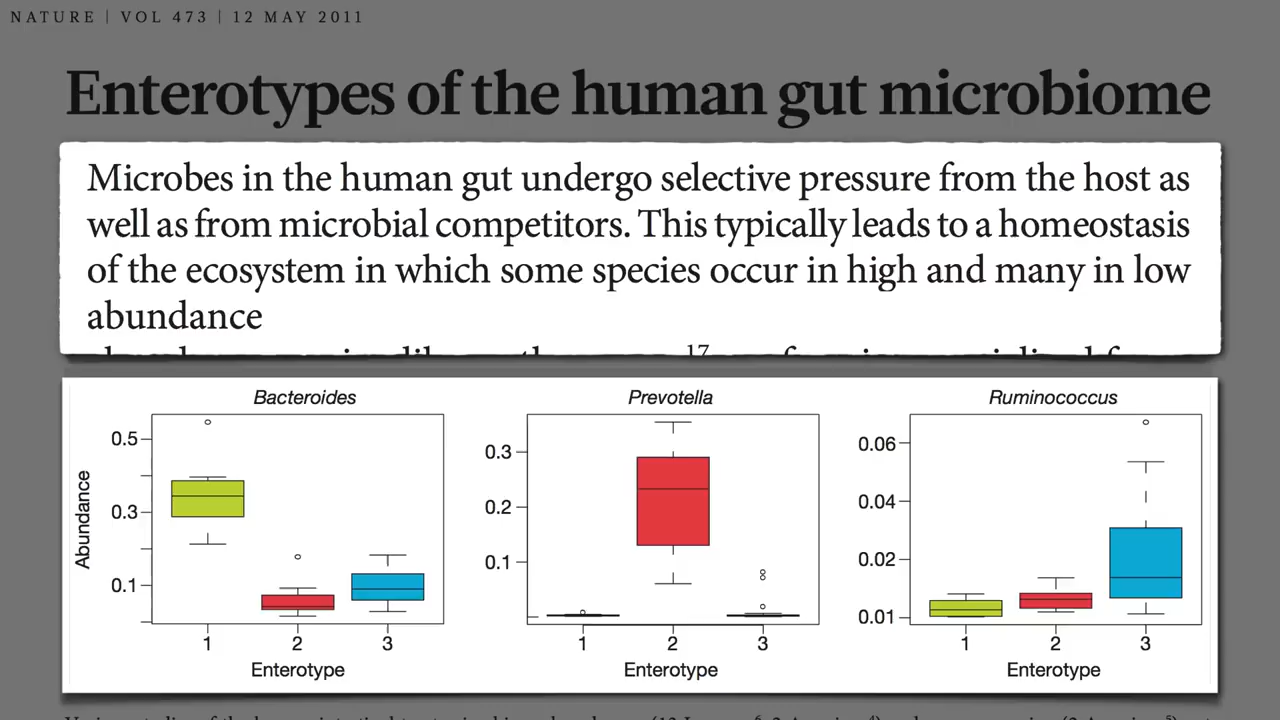 NATURE | VOL 473 | 12 MAY 2011
Enterotypes of the human gut microbiome
Microbes in the human gut undergo selective pressure from the host as
well as from microbial competitors. This typically leads to a homeostasis
of the ecosystem in which some species occur in high and many in low
abundance
17
Bacteroides
Abundance
0.5
0.3
0.1
1 2 3
Enterotype
Prevotella
0.3
0.2
0.1
1 2 3
Enterotype
Ruminococcus
0.06
0.04
0.02
0.01
1 2 3
Enterotype